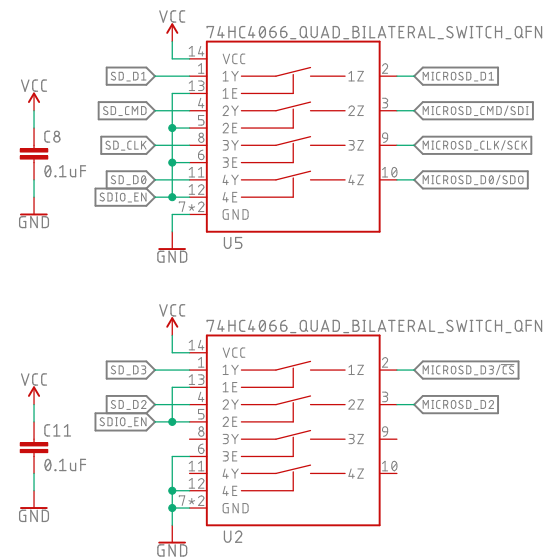 VCC
74HC4066_QUAD_BILATERAL_SWITCH_QFN
14 VCC
SD_D1 1 1Y 1Z 2 MICROSD_D1
13 1E
SD_CMD 4 2Y 2Z 3 MICROSD_CMD/SDI
5 2E
SD_CLK 8 3Y 3Z 9 MICROSD_CLK/SCK
6 3E
SD_D0 11 4Y 4Z 10 MICROSD_D0/SDO
SDIO_EN 12 4E
7*2 GND
U5
GND
VCC
C8
0.1uF
GND
VCC
74HC4066_QUAD_BILATERAL_SWITCH_QFN
14 VCC
SD_D3 1 1Y 1Z 2 MICROSD_D3/CS
13 1E
SD_D2 4 2Y 2Z 3 MICROSD_D2
SDIO_EN 5 2E
8 3Y 3Z 9
6 3E
11 4Y 4Z 10
12 4E
7*2 GND
U2
GND
VCC
C11
0.1uF
GND